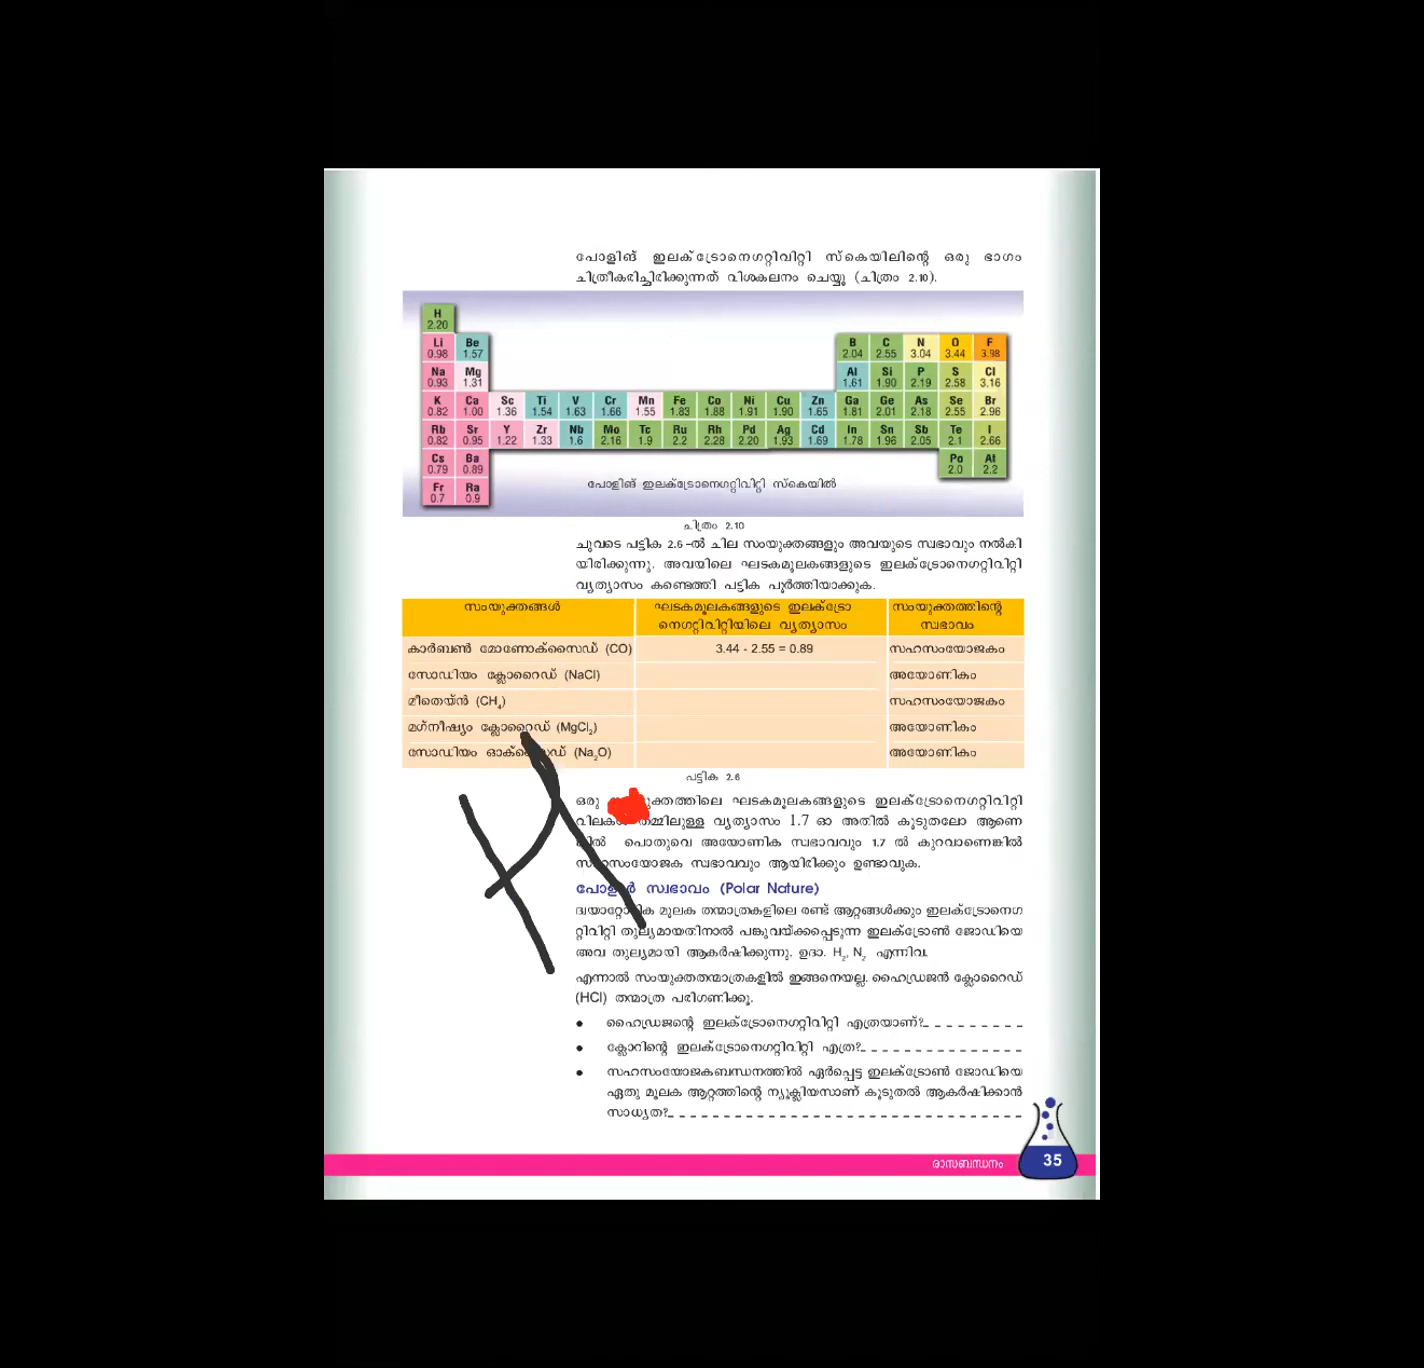 പോളിങ് ഇലക്ട്രോനെഗറ്റിവിറ്റി സ്കെയിലിന്റെ ഒരു ഭാഗം
ചിത്രീകരിച്ചിരിക്കുന്നത് വിശകലനം ചെയ്യൂ (ചിത്രം 2.10).
H
2.20
Li Be B C N O F
0.98 1.57 2.04 2.55 3.04 3.44 3.98
Na Mg Al Si P S Cl
0.93 1.31 1.61 1.90 2.19 2.58 3.16
K Ca Sc Ti V Cr Mn Fe Co Ni Cu Zn Ga Ge As Se Br
0.82 1.00 1.36 1.54 1.63 1.66 1.55 1.83 1.88 1.91 1.90 1.65 1.81 2.01 2.18 2.55 2.96
Rb Sr Y Zr Nb Mo Tc Ru Rh Pd Ag Cd In Sn Sb Te I
0.82 0.95 1.22 1.33 1.6 2.16 1.9 2.2 2.28 2.20 1.93 1.69 1.78 1.96 2.05 2.1 2.66
Cs Ba Po At
0.79 0.89 2.0 2.2
Fr Ra
0.7 0.9
പോളിങ് ഇലക്ട്രോനെഗറ്റിവിറ്റി സ്കെയിൽ
ചിത്രം 2.10
ചുവടെ പട്ടിക 2.6-ൽ ചില സംയുക്തങ്ങളും അവയുടെ സ്വഭാവും നൽകി
യിരിക്കുന്നു. അവയിലെ ഘടകമൂലകങ്ങളുടെ ഇലക്ട്രോനെഗറ്റിവിറ്റി
വ്യത്യാസം കണ്ടെത്തി പട്ടിക പൂർത്തിയാക്കുക.
സംയുക്തങ്ങൾ ഘടകമൂലകങ്ങളുടെ ഇലക്ട്രോ സംയുക്തത്തിന്റെ
നെഗറ്റിവിറ്റിയിലെ വ്യത്യാസം സ്വഭാവം
കാർബൺ മോണോക്സൈഡ് (CO) 3.44 - 2.55 = 0.89 സഹസംയോജകം
സോഡിയം ക്ലോറൈഡ് (NaCl) അയോണികം
മീതെയ്ൻ (CH₄) സഹസംയോജകം
മഗ്നീഷ്യം ക്ലോറൈഡ് (MgCl₂) അയോണികം
സോഡിയം (Na₂O) അയോണികം
പട്ടിക 2.6
ഒരു ഘടകമൂലകങ്ങളുടെ ഇലക്ട്രോനെഗറ്റിവിറ്റി
വ്യത്യാസം 1.7 ഓ അതിൽ കൂടുതലോ ആണെ
ങ്കിൽ പൊതുവെ അയോണിക സ്വഭാവവും 1.7 ൽ കുറവാണെങ്കിൽ
സ്വഭാവവും ആയിരിക്കും ഉണ്ടാവുക.
പോളാർ സ്വഭാവം (Polar Nature)
മൂലക തന്മാത്രകളിലെ രണ്ട് ആറ്റങ്ങൾക്കും ഇലക്ട്രോനെഗ
റ്റിവിറ്റി തുല്യമായതിനാൽ പങ്കുവയ്ക്കപ്പെടുന്ന ഇലക്ട്രോൺ ജോഡിയെ
അവ തുല്യമായി ആകർഷിക്കുന്നു. ഉദാ. H₂, N₂ എന്നിവ.
എന്നാൽ സംയുക്തതന്മാത്രകളിൽ ഇങ്ങനെയല്ല. ഹൈഡ്രജൻ ക്ലോറൈഡ്
(HCl) തന്മാത്ര പരിഗണിക്കൂ.
• ഹൈഡ്രജന്റെ ഇലക്ട്രോനെഗറ്റിവിറ്റി എത്രയാണ്?_ _ _ _ _ _ _ _ _
• ക്ലോറിന്റെ ഇലക്ട്രോനെഗറ്റിവിറ്റി എത്ര?_ _ _ _ _ _ _ _ _ _ _ _ _ _ _
• സഹസംയോജകബന്ധനത്തിൽ ഏർപ്പെട്ട ഇലക്ട്രോൺ ജോഡിയെ
ഏതു മൂലക ആറ്റത്തിന്റെ ന്യൂക്ലിയസാണ് കൂടുതൽ ആകർഷിക്കാൻ
സാധ്യത?_ _ _ _ _ _ _ _ _ _ _ _ _ _ _ _ _ _ _ _ _ _ _ _ _ _ _ _ _ _ _ _
രാസബന്ധനം 35